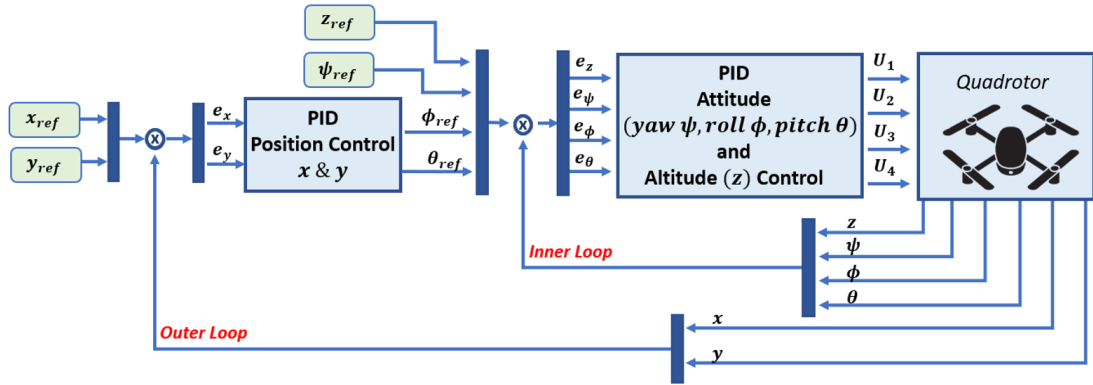 z_ref
ψ_ref
x_ref
y_ref
x
e_x
e_y
PID
Position Control
x & y
ϕ_ref
θ_ref
x
e_z
e_ψ
e_ϕ
e_θ
PID
Attitude
(yaw ψ, roll ϕ, pitch θ)
and
Altitude (z) Control
U_1
U_2
U_3
U_4
Quadrotor
z
ψ
ϕ
θ
Inner Loop
x
y
Outer Loop